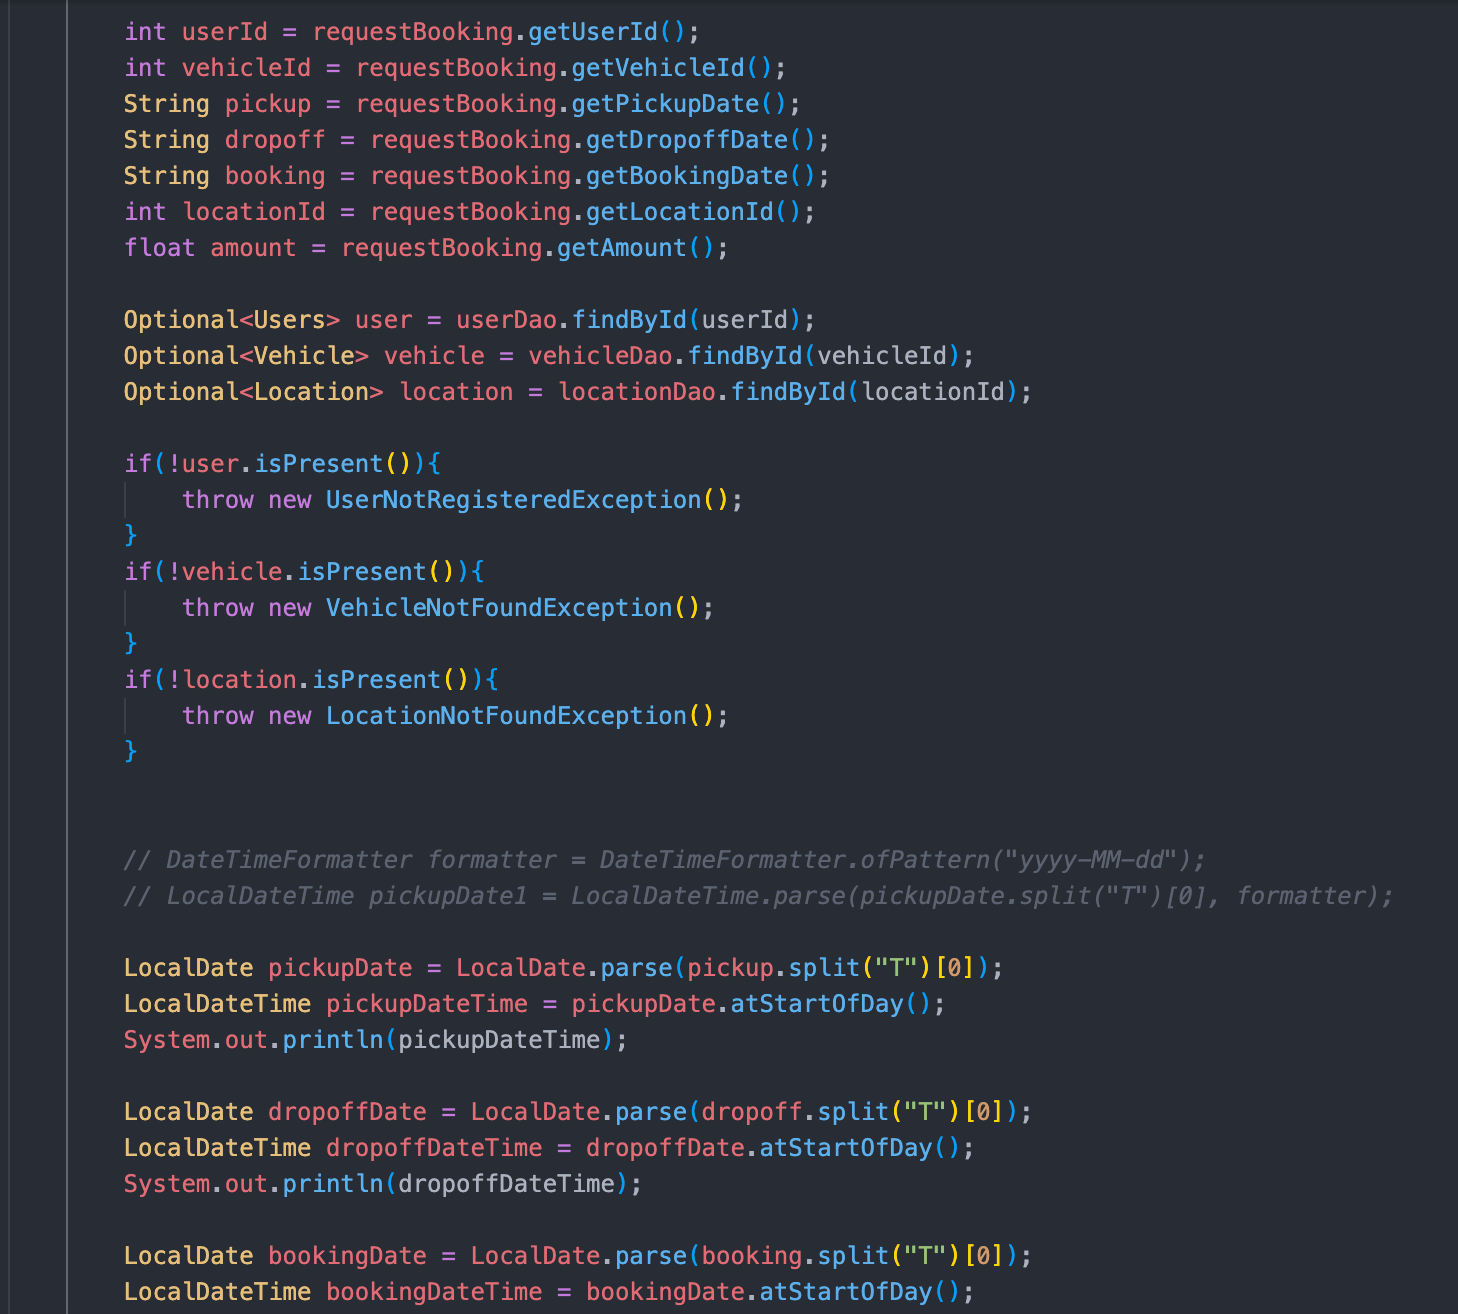 int userId = requestBooking.getUserId();
int vehicleId = requestBooking.getVehicleId();
String pickup = requestBooking.getPickupDate();
String dropoff = requestBooking.getDropoffDate();
String booking = requestBooking.getBookingDate();
int locationId = requestBooking.getLocationId();
float amount = requestBooking.getAmount();
Optional<Users> user = userDao.findById(userId);
Optional<Vehicle> vehicle = vehicleDao.findById(vehicleId);
Optional<Location> location = locationDao.findById(locationId);
if(!user.isPresent()){
throw new UserNotRegisteredException();
}
if(!vehicle.isPresent()){
throw new VehicleNotFoundException();
}
if(!location.isPresent()){
throw new LocationNotFoundException();
}
// DateTimeFormatter formatter = DateTimeFormatter.ofPattern("yyyy-MM-dd");
// LocalDateTime pickupDate1 = LocalDateTime.parse(pickupDate.split("T")[0], formatter);
LocalDate pickupDate = LocalDate.parse(pickup.split("T")[0]);
LocalDateTime pickupDateTime = pickupDate.atStartOfDay();
System.out.println(pickupDateTime);
LocalDate dropoffDate = LocalDate.parse(dropoff.split("T")[0]);
LocalDateTime dropoffDateTime = dropoffDate.atStartOfDay();
System.out.println(dropoffDateTime);
LocalDate bookingDate = LocalDate.parse(booking.split("T")[0]);
LocalDateTime bookingDateTime = bookingDate.atStartOfDay();